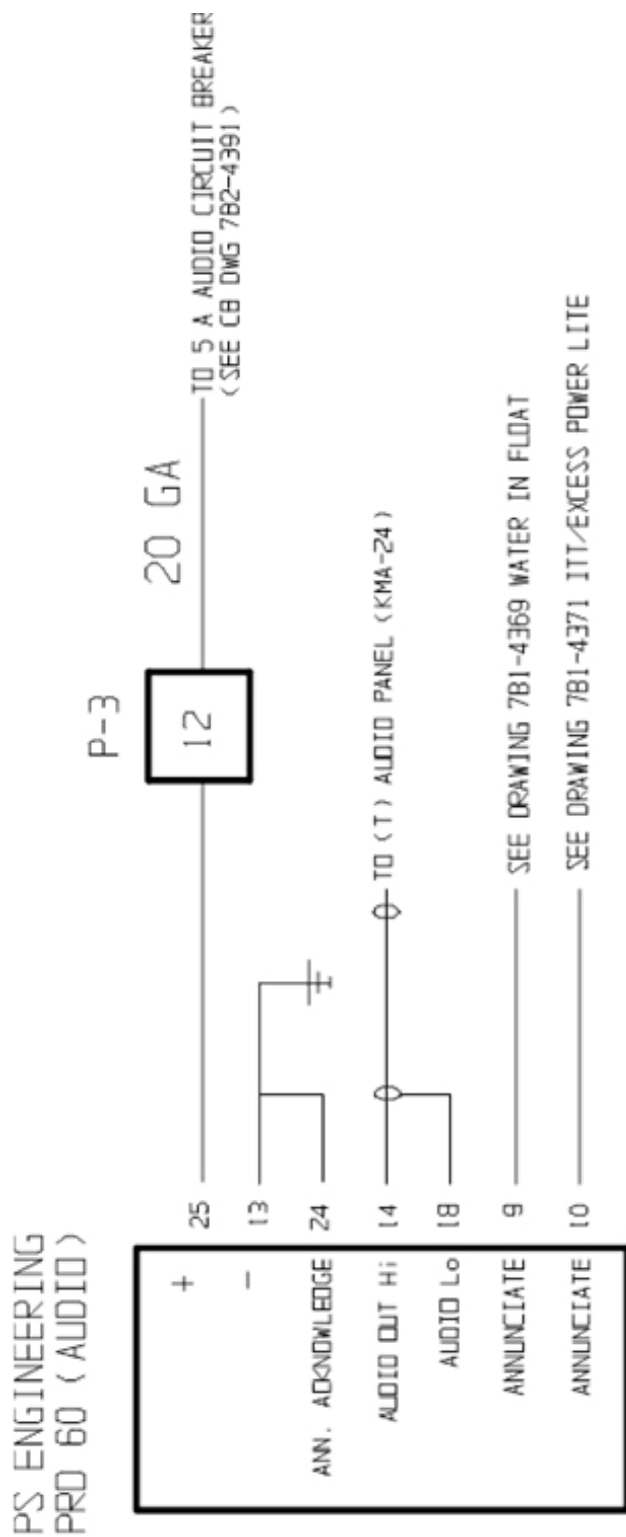 PS ENGINEERING
PRO 60 (AUDIO)
P-3
20 GA
+ 25
12
TO 5 A AUDIO CIRCUIT BREAKER
(SEE CB DWG 7B2-4391)
- 13
ANN. ACKNOWLEDGE 24
AUDIO OUT Hi 14
TO (T) AUDIO PANEL (KMA-24)
AUDIO Lo 18
ANNUNCIATE 9
SEE DRAWING 7B1-4369 WATER IN FLOAT
ANNUNCIATE 10
SEE DRAWING 7B1-4371 ITT/EXCESS POWER LITE